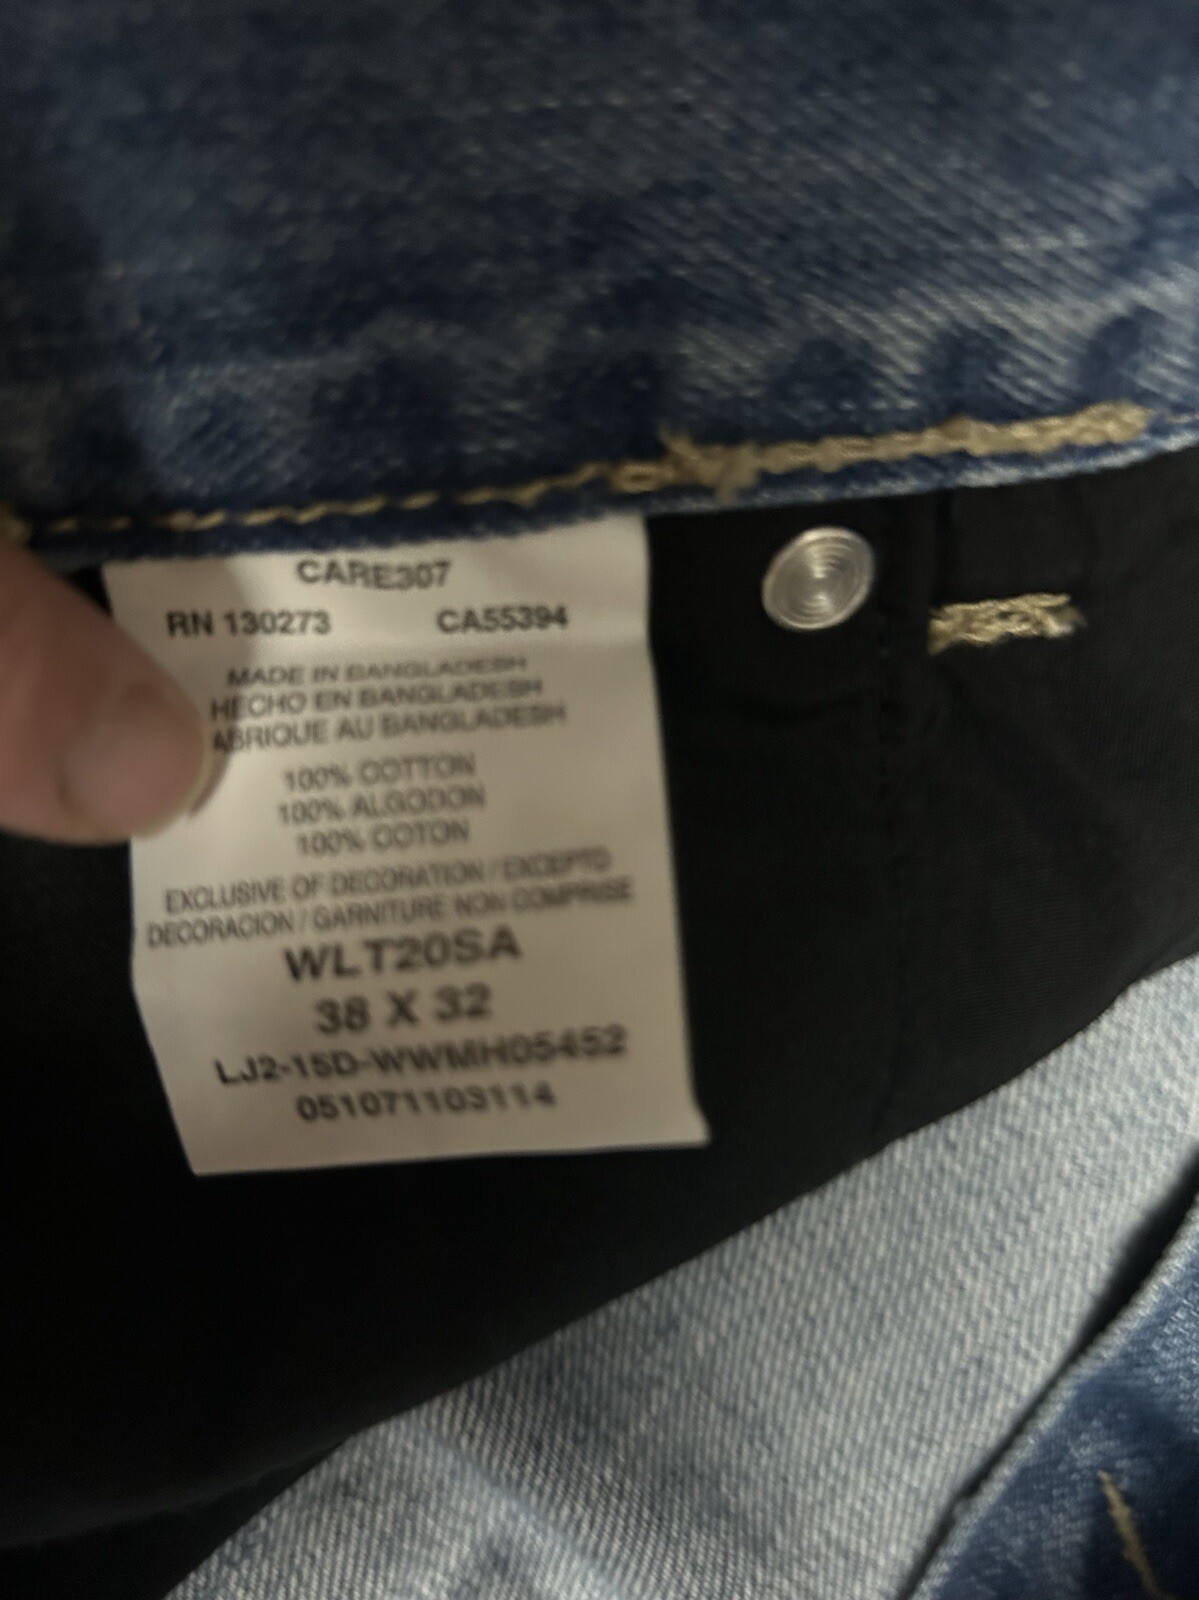 CARE307
RN 130273 CA55394
MADE IN BANGLADESH
HECHO EN BANGLADESH
ABRIQUE AU BANGLADESH
100% COTTON
100% ALGODON
100% COTON
EXCLUSIVE OF DECORATION / EXCEPTO
DECORACION / GARNITURE NON COMPRISE
WLT20SA
38 X 32
LJ2-15D-WWMH05452
051071103114